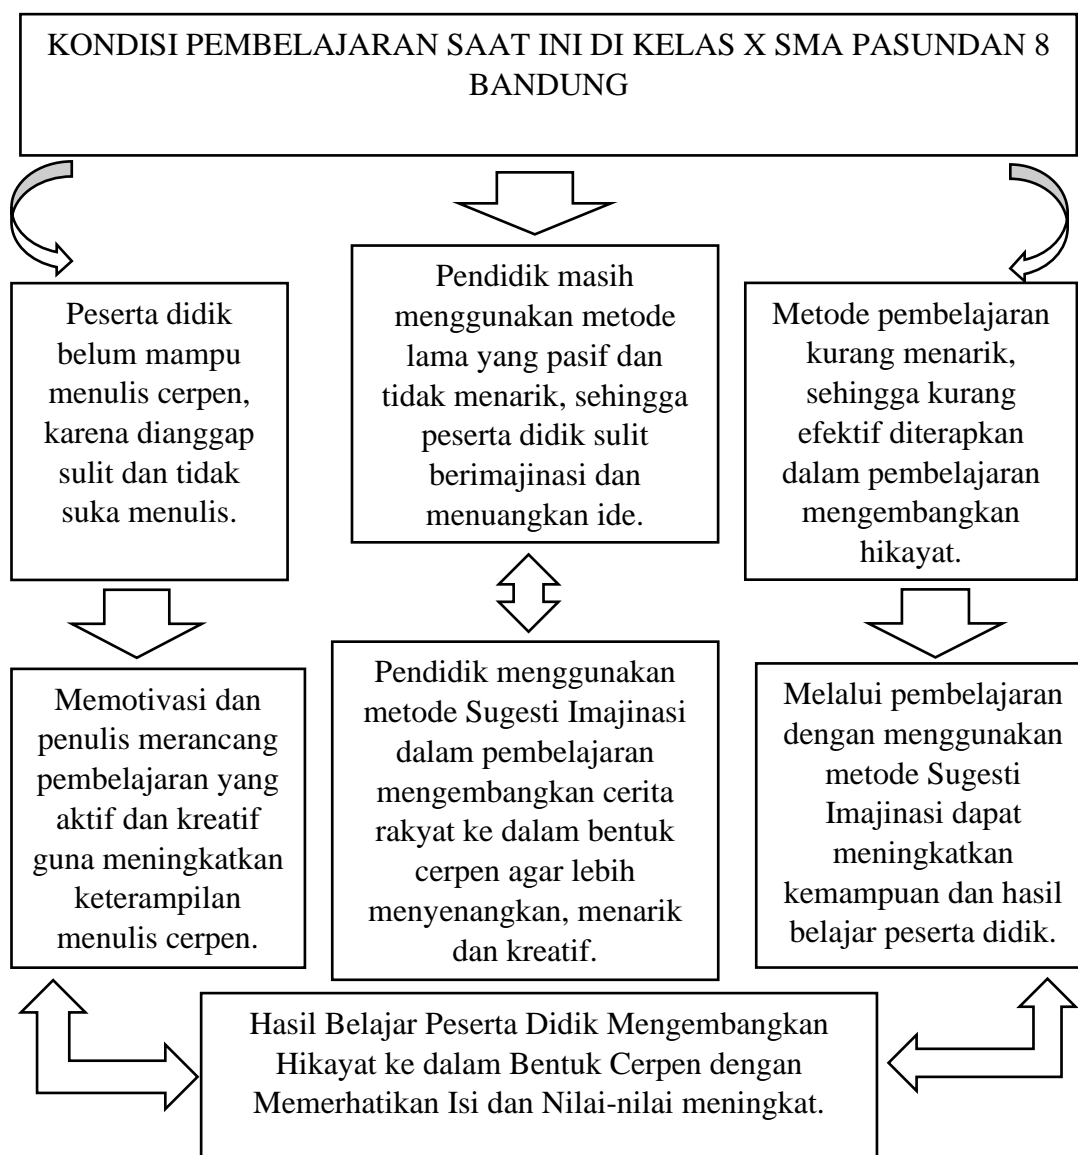 KONDISI PEMBELAJARAN SAAT INI DI KELAS X SMA PASUNDAN 8
BANDUNG
Peserta didik
belum mampu
menulis cerpen,
karena dianggap
sulit dan tidak
suka menulis.
Pendidik masih
menggunakan metode
lama yang pasif dan
tidak menarik, sehingga
peserta didik sulit
berimajinasi dan
menuangkan ide.
Metode pembelajaran
kurang menarik,
sehingga kurang
efektif diterapkan
dalam pembelajaran
mengembangkan
hikayat.
Memotivasi dan
penulis merancang
pembelajaran yang
aktif dan kreatif
guna meningkatkan
keterampilan
menulis cerpen.
Pendidik menggunakan
metode Sugesti Imajinasi
dalam pembelajaran
mengembangkan cerita
rakyat ke dalam bentuk
cerpen agar lebih
menyenangkan, menarik
dan kreatif.
Melalui pembelajaran
dengan menggunakan
metode Sugesti
Imajinasi dapat
meningkatkan
kemampuan dan hasil
belajar peserta didik.
Hasil Belajar Peserta Didik Mengembangkan
Hikayat ke dalam Bentuk Cerpen dengan
Memerhatikan Isi dan Nilai-nilai meningkat.